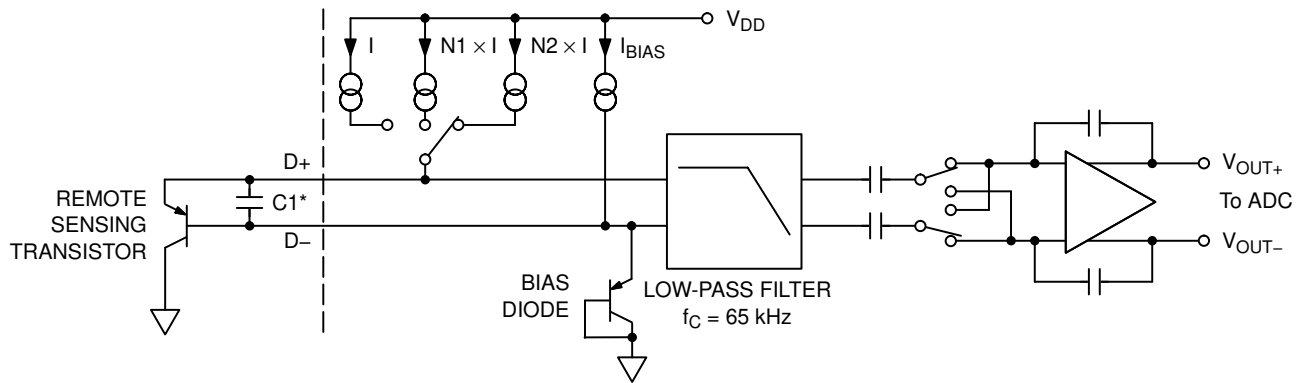 V_DD
I
N1 × I
N2 × I
I_BIAS
D+
REMOTE
SENSING
TRANSISTOR
C1*
D−
BIAS
DIODE
LOW-PASS FILTER
f_C = 65 kHz
V_OUT+
To ADC
V_OUT−